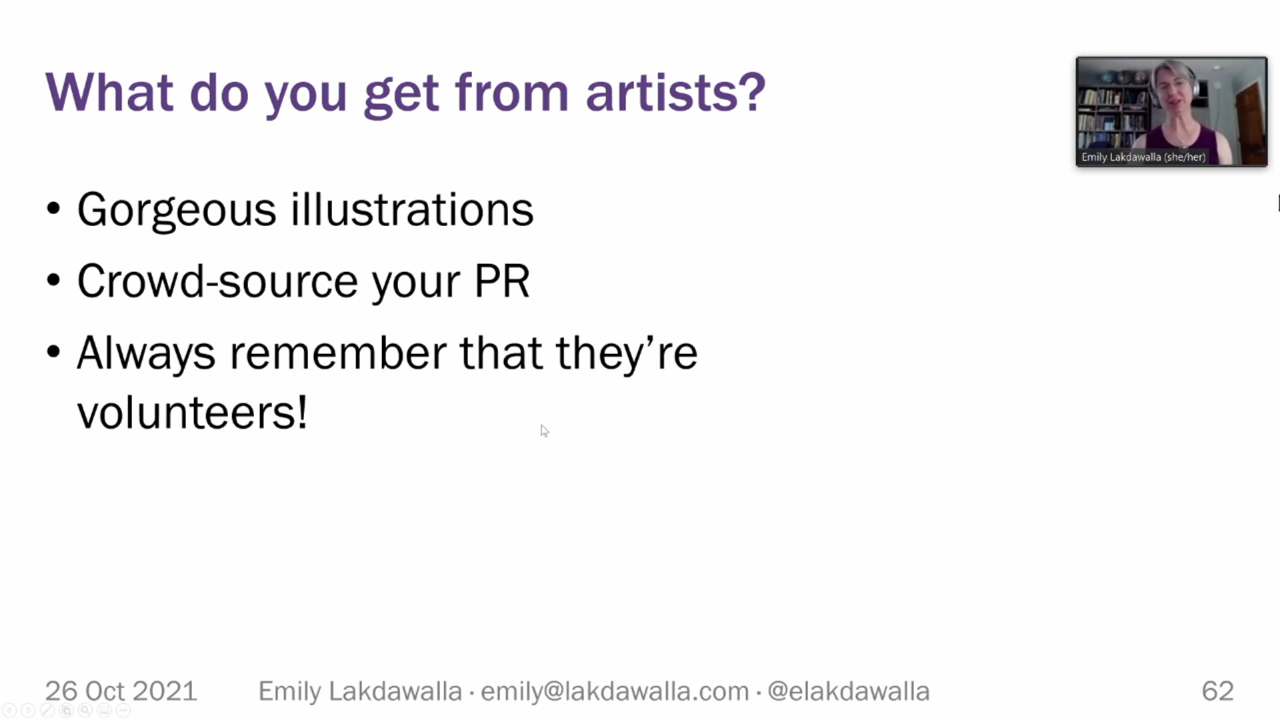 What do you get from artists?
Emily Lakdawalla (she/her)
• Gorgeous illustrations
• Crowd-source your PR
• Always remember that they’re
volunteers!
26 Oct 2021 Emily Lakdawalla · emily@lakdawalla.com · @elakdawalla 62